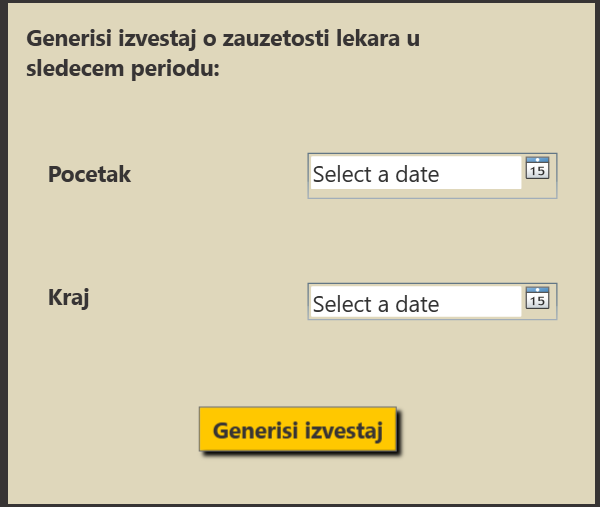 Generisi izvestaj o zauzetosti lekara u
sledecem periodu:
Pocetak
Select a date
15
Kraj
Select a date
15
Generisi izvestaj